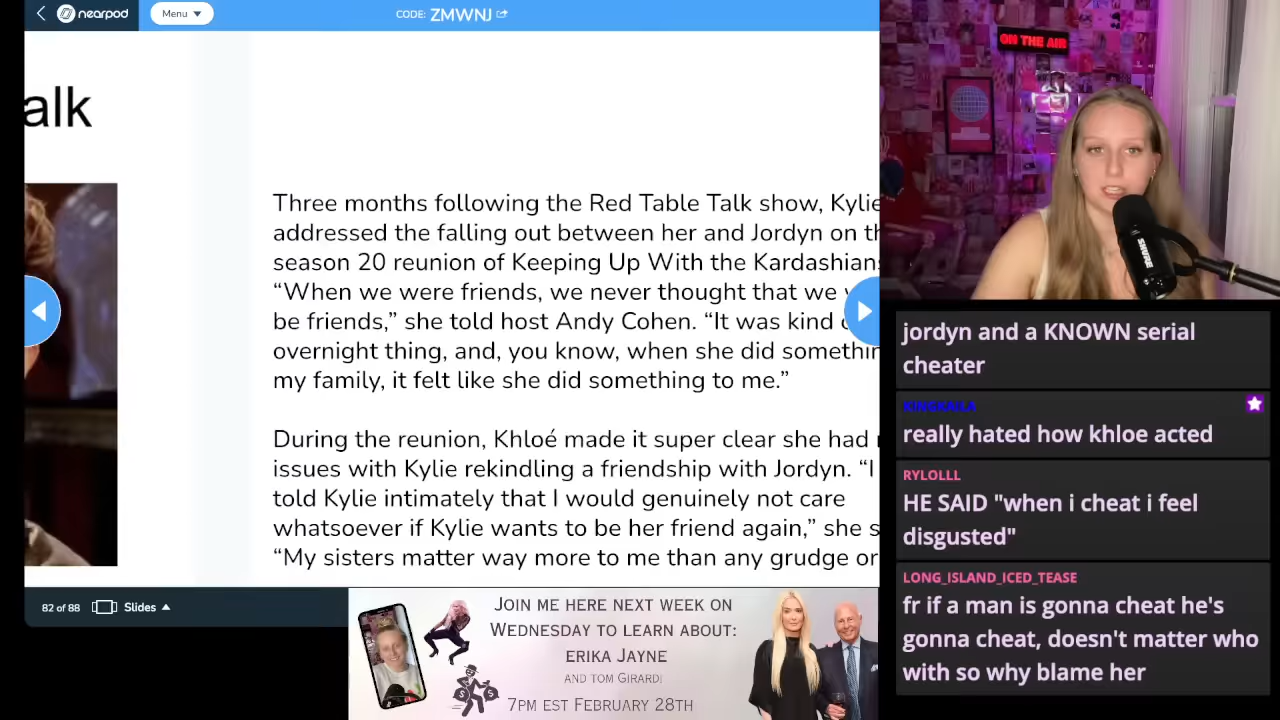 nearpod
Menu
CODE: ZMWNJ
ON THE AIR
alk
Three months following the Red Table Talk show, Kylie
addressed the falling out between her and Jordyn on th
season 20 reunion of Keeping Up With the Kardashians
“When we were friends, we never thought that we w
be friends,” she told host Andy Cohen. “It was kind o
overnight thing, and, you know, when she did somethin
my family, it felt like she did something to me.”
During the reunion, Khloé made it super clear she had
issues with Kylie rekindling a friendship with Jordyn. “I
told Kylie intimately that I would genuinely not care
whatsoever if Kylie wants to be her friend again,” she s
“My sisters matter way more to me than any grudge or
82 of 88
Slides
JOIN ME HERE NEXT WEEK ON
WEDNESDAY TO LEARN ABOUT:
ERIKA JAYNE
AND TOM GIRARDI
7PM EST FEBRUARY 28TH
SHURE
jordyn and a KNOWN serial
cheater
really hated how khloe acted
RYLOLLL
HE SAID "when i cheat i feel
disgusted"
LONG_ISLAND_ICED_TEASE
fr if a man is gonna cheat he's
gonna cheat, doesn't matter who
with so why blame her